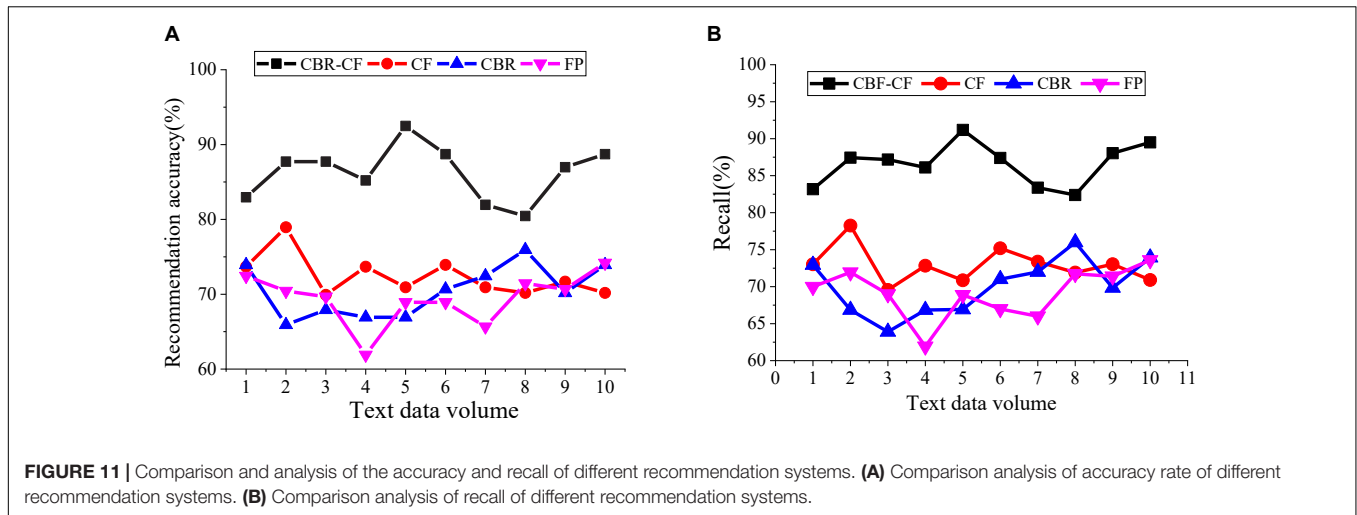 A
CBR-CF CF CBR FP
Recommendation accuracy(%)
100
90
80
70
60
1 2 3 4 5 6 7 8 9 10
Text data volume
B
CBF-CF CF CBR FP
Recall(%)
100
95
90
85
80
75
70
65
60
0 1 2 3 4 5 6 7 8 9 10 11
Text data volume
FIGURE 11 | Comparison and analysis of the accuracy and recall of different recommendation systems. (A) Comparison analysis of accuracy rate of different
recommendation systems. (B) Comparison analysis of recall of different recommendation systems.